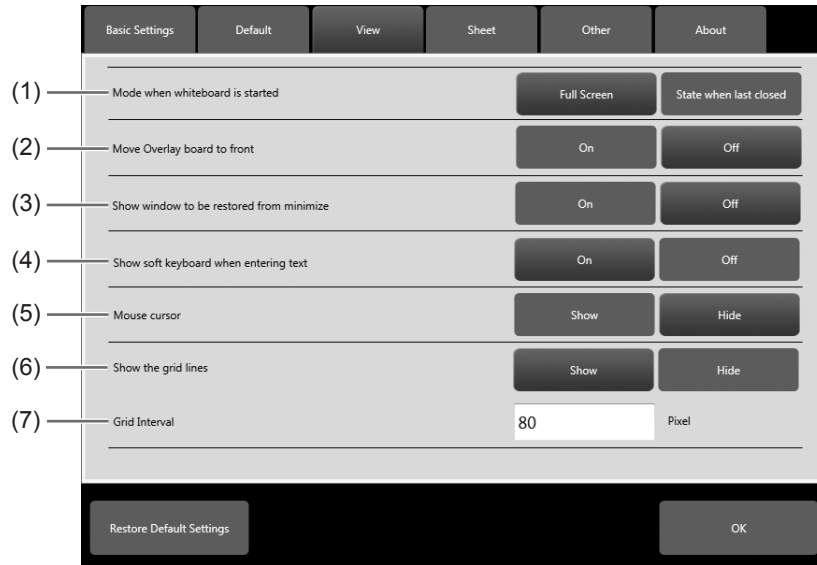 Basic Settings Default View Sheet Other About
(1) Mode when whiteboard is started Full Screen State when last closed
(2) Move Overlay board to front On Off
(3) Show window to be restored from minimize On Off
(4) Show soft keyboard when entering text On Off
(5) Mouse cursor Show Hide
(6) Show the grid lines Show Hide
(7) Grid Interval 80 Pixel
Restore Default Settings OK